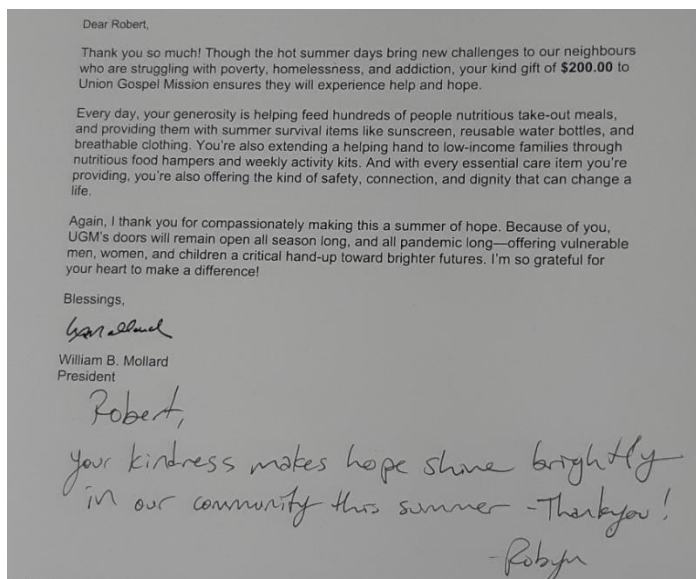 Dear Robert,
Thank you so much! Though the hot summer days bring new challenges to our neighbours
who are struggling with poverty, homelessness, and addiction, your kind gift of $200.00 to
Union Gospel Mission ensures they will experience help and hope.
Every day, your generosity is helping feed hundreds of people nutritious take-out meals,
and providing them with summer survival items like sunscreen, reusable water bottles, and
breathable clothing. You're also extending a helping hand to low-income families through
nutritious food hampers and weekly activity kits. And with every essential care item you're
providing, you're also offering the kind of safety, connection, and dignity that can change a
life.
Again, I thank you for compassionately making this a summer of hope. Because of you,
UGM's doors will remain open all season long, and all pandemic long—offering vulnerable
men, women, and children a critical hand-up toward brighter futures. I'm so grateful for
your heart to make a difference!
Blessings,
William B. Mollard
President
Robert,
your kindness makes hope shine brightly
in our community this summer - Thankyou!
- Robyn